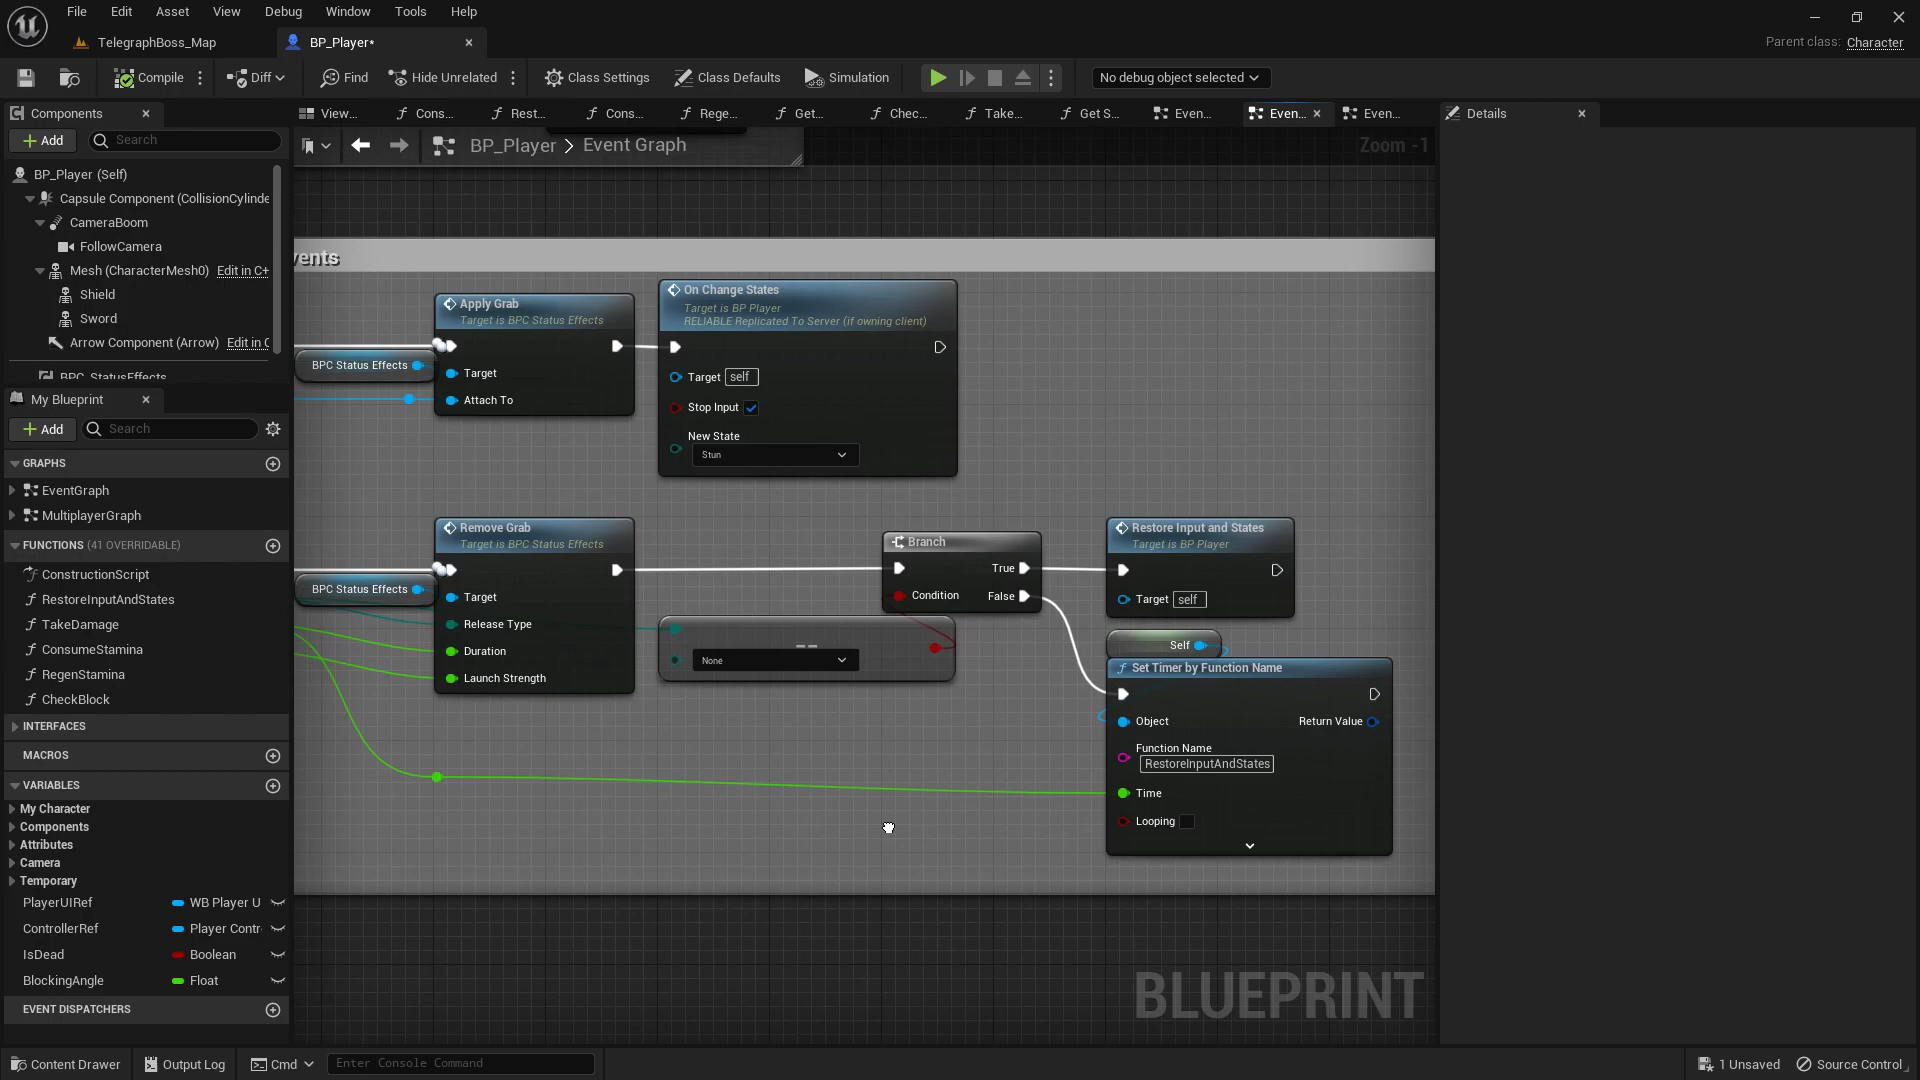 File Edit Asset View Debug Window Tools Help
TelegraphBoss_Map
BP_Player*
Parent class: Character
Compile
Diff
Find
Hide Unrelated
Class Settings
Class Defaults
Simulation
No debug object selected
Components
Add
Search
BP_Player (Self)
Capsule Component (CollisionCylinde
CameraBoom
FollowCamera
Mesh (CharacterMesh0) Edit in C+
Shield
Sword
Arrow Component (Arrow) Edit in C
BPC_StatusEffects
My Blueprint
Add
Search
GRAPHS
EventGraph
MultiplayerGraph
FUNCTIONS (41 OVERRIDABLE)
ConstructionScript
RestoreInputAndStates
TakeDamage
ConsumeStamina
RegenStamina
CheckBlock
INTERFACES
MACROS
VARIABLES
My Character
Components
Attributes
Camera
Temporary
PlayerUIRef WB Player U
ControllerRef Player Contr
IsDead Boolean
BlockingAngle Float
EVENT DISPATCHERS
View... Cons... Rest... Cons... Rege... Get... Chec... Take... Get S... Even... Even... Even...
BP_Player > Event Graph
Zoom -1
vents
Apply Grab
Target is BPC Status Effects
BPC Status Effects
Target
Attach To
On Change States
Target is BP Player
RELIABLE Replicated To Server (if owning client)
Target self
Stop Input
New State
Stun
Remove Grab
Target is BPC Status Effects
BPC Status Effects
Target
Release Type
Duration
Launch Strength
==
None
Branch
True
Condition
False
Restore Input and States
Target is BP Player
Target self
Self
Set Timer by Function Name
Object
Return Value
Function Name
RestoreInputAndStates
Time
Looping
BLUEPRINT
Details
Content Drawer
Output Log
Cmd
Enter Console Command
1 Unsaved
Source Control